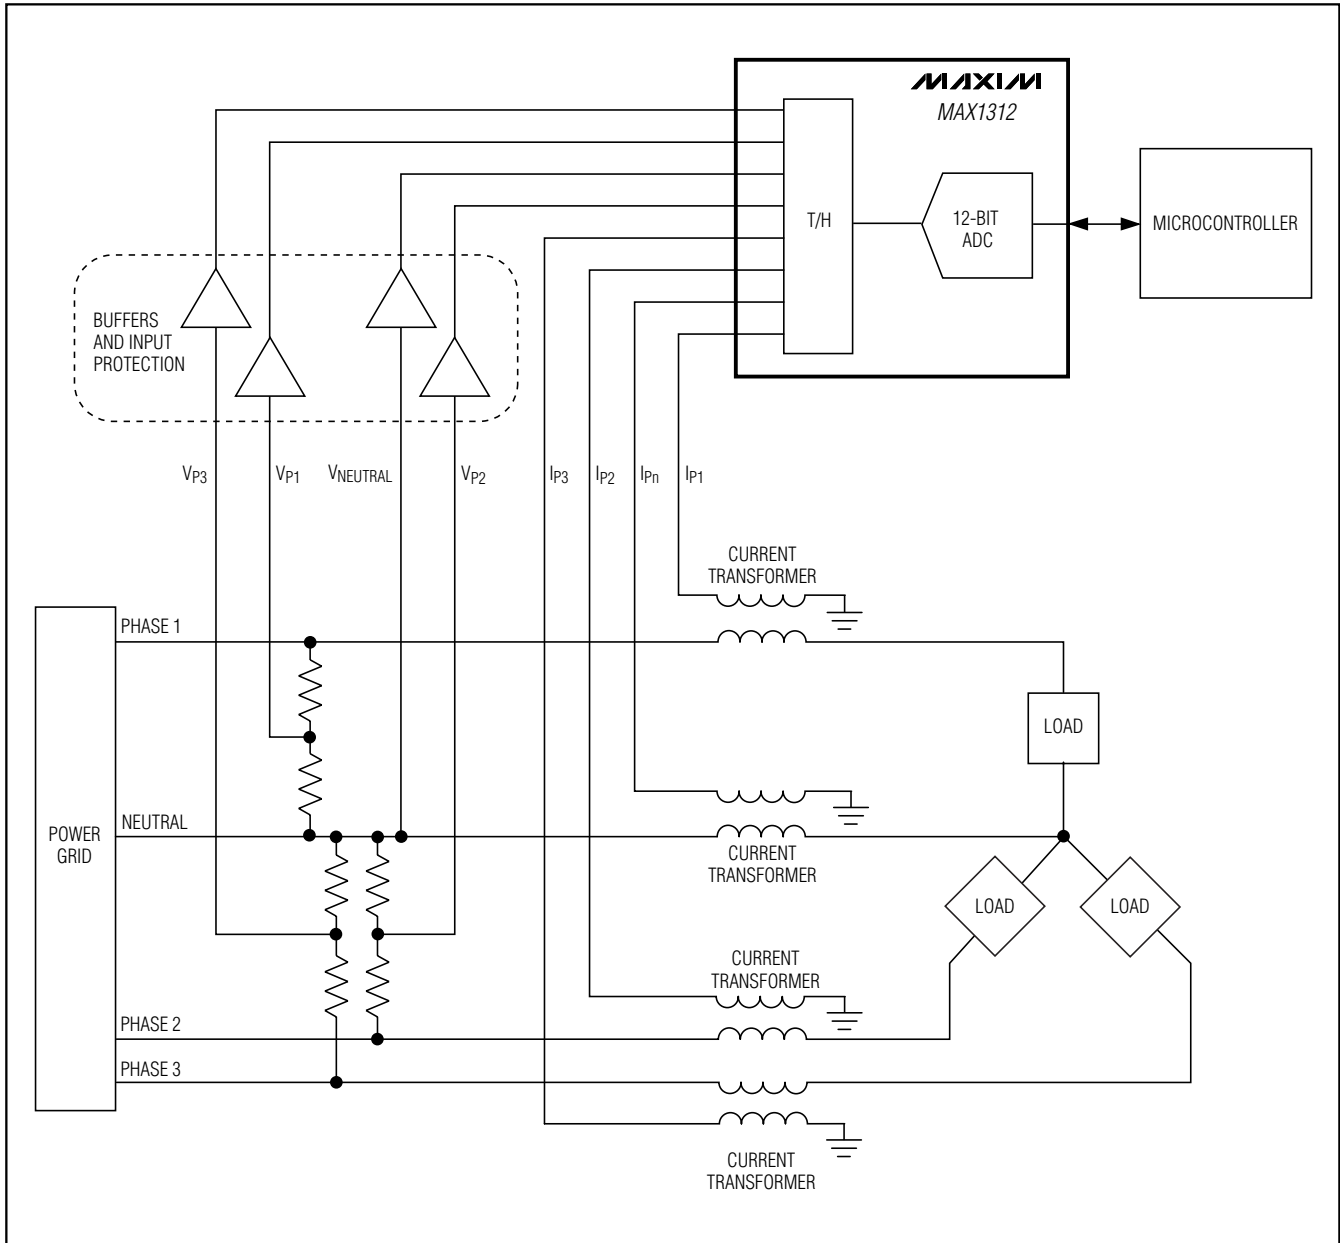 MAXIM
MAX1312
T/H
12-BIT
ADC
MICROCONTROLLER
BUFFERS
AND INPUT
PROTECTION
VP3
VP1
VNEUTRAL
VP2
IP3
IP2
IPn
IP1
CURRENT
TRANSFORMER
PHASE 1
LOAD
NEUTRAL
POWER
GRID
CURRENT
TRANSFORMER
LOAD
LOAD
CURRENT
TRANSFORMER
PHASE 2
PHASE 3
CURRENT
TRANSFORMER